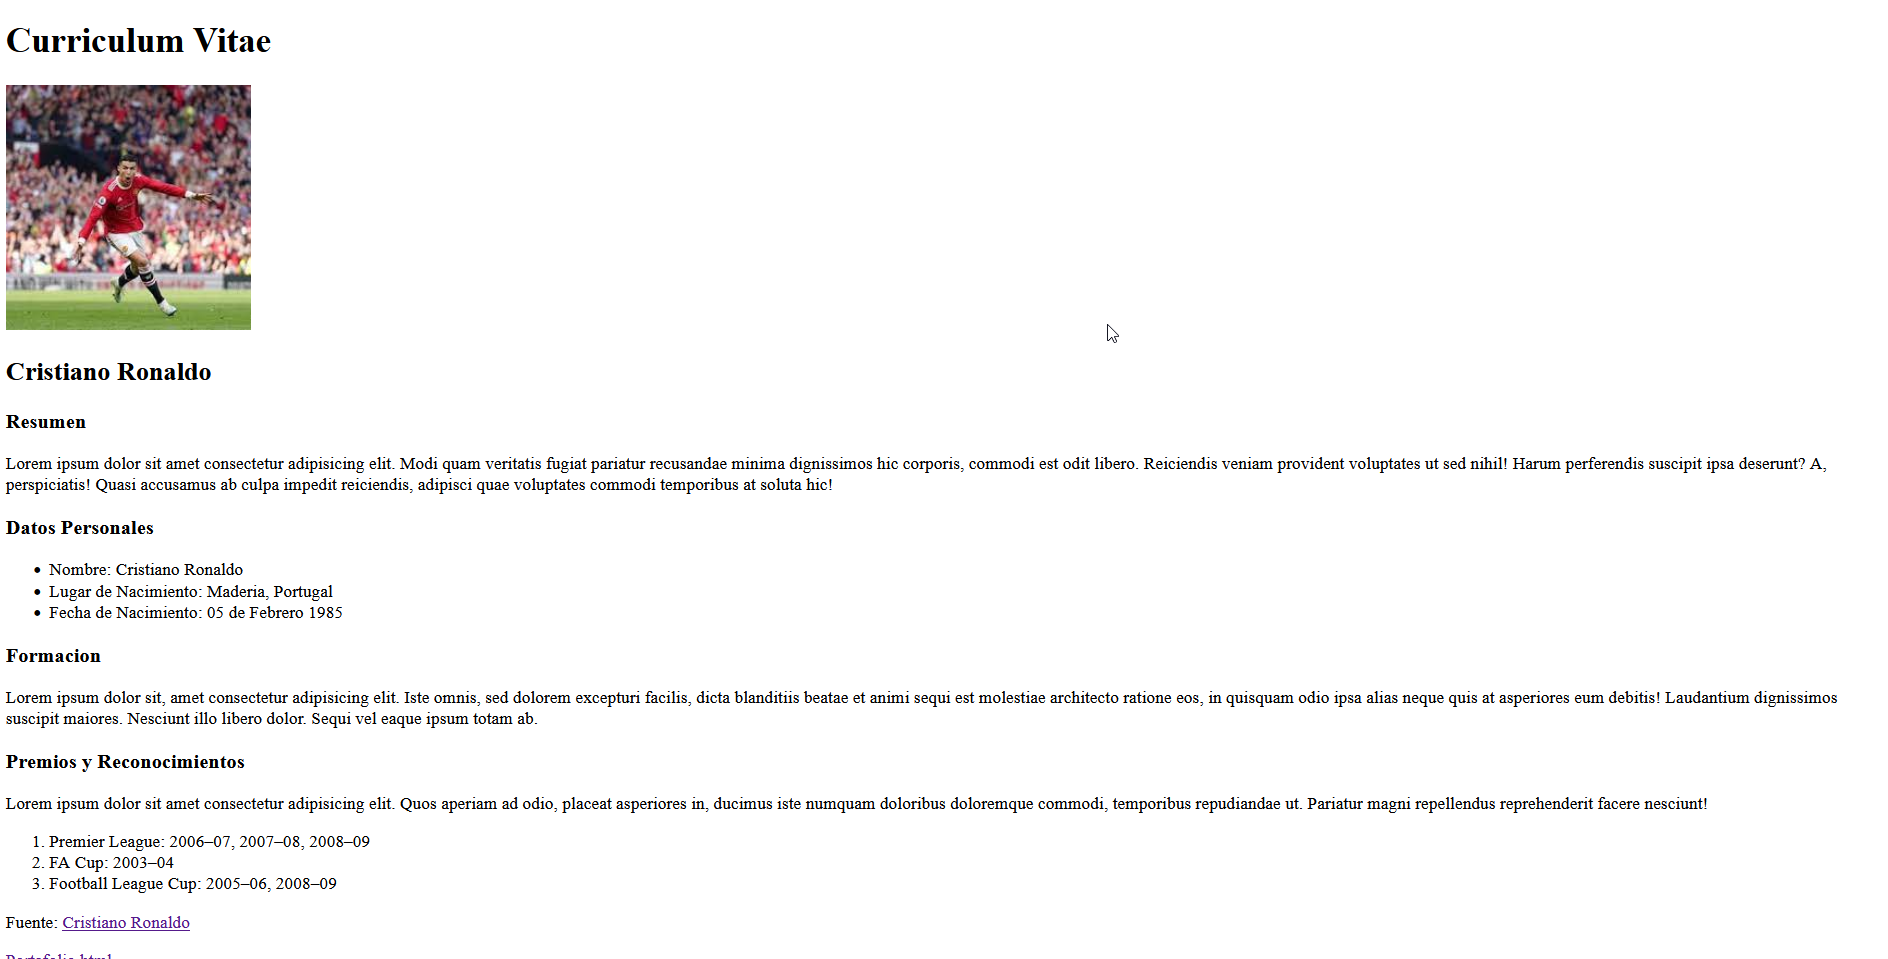 Curriculum Vitae
Cristiano Ronaldo
Resumen
Lorem ipsum dolor sit amet consectetur adipisicing elit. Modi quam veritatis fugiat pariatur recusandae minima dignissimos hic corporis, commodi est odit libero. Reiciendis veniam provident voluptates ut sed nihil! Harum perferendis suscipit ipsa deserunt? A,
perspiciatis! Quasi accusamus ab culpa impedit reiciendis, adipisci quae voluptates commodi temporibus at soluta hic!
Datos Personales
• Nombre: Cristiano Ronaldo
• Lugar de Nacimiento: Maderia, Portugal
• Fecha de Nacimiento: 05 de Febrero 1985
Formacion
Lorem ipsum dolor sit, amet consectetur adipisicing elit. Iste omnis, sed dolorem excepturi facilis, dicta blanditiis beatae et animi sequi est molestiae architecto ratione eos, in quisquam odio ipsa alias neque quis at asperiores eum debitis! Laudantium dignissimos
suscipit maiores. Nesciunt illo libero dolor. Sequi vel eaque ipsum totam ab.
Premios y Reconocimientos
Lorem ipsum dolor sit amet consectetur adipisicing elit. Quos aperiam ad odio, placeat asperiores in, ducimus iste numquam doloribus doloremque commodi, temporibus repudiandae ut. Pariatur magni repellendus reprehenderit facere nesciunt!
1. Premier League: 2006–07, 2007–08, 2008–09
2. FA Cup: 2003–04
3. Football League Cup: 2005–06, 2008–09
Fuente: Cristiano Ronaldo